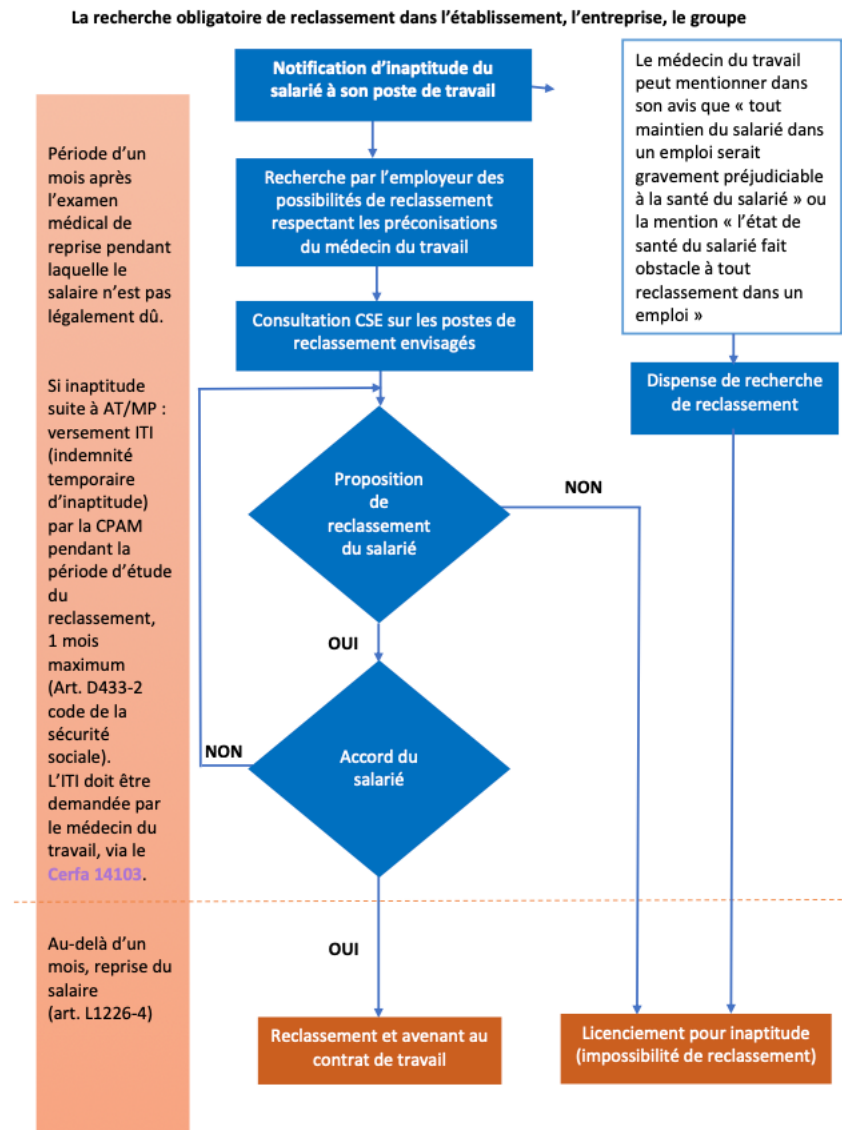 La recherche obligatoire de reclassement dans l'établissement, l'entreprise, le groupe
Notification d'inaptitude du
salarié à son poste de travail
Le médecin du travail
peut mentionner dans
son avis que « tout
maintien du salarié dans
un emploi serait
gravement préjudiciable
à la santé du salarié » ou
la mention « l'état de
santé du salarié fait
obstacle à tout
reclassement dans un
emploi »
Période d'un
mois après
l'examen
médical de
reprise pendant
laquelle le
salaire n'est pas
légalement dû.
Recherche par l'employeur des
possibilités de reclassement
respectant les préconisations
du médecin du travail
Consultation CSE sur les postes de
reclassement envisagés
Dispense de recherche
de reclassement
Si inaptitude
suite à AT/MP :
versement ITI
(indemnité
temporaire
d'inaptitude)
par la CPAM
pendant la
période d'étude
du
reclassement,
1 mois
maximum
(Art. D433-2
code de la
sécurité
sociale).
L'ITI doit être
demandée par
le médecin du
travail, via le
Cerfa 14103.
Proposition
de
reclassement
du salarié
NON
OUI
Accord du
salarié
NON
OUI
Au-delà d'un
mois, reprise du
salaire
(art. L1226-4)
Reclassement et avenant au
contrat de travail
Licenciement pour inaptitude
(impossibilité de reclassement)